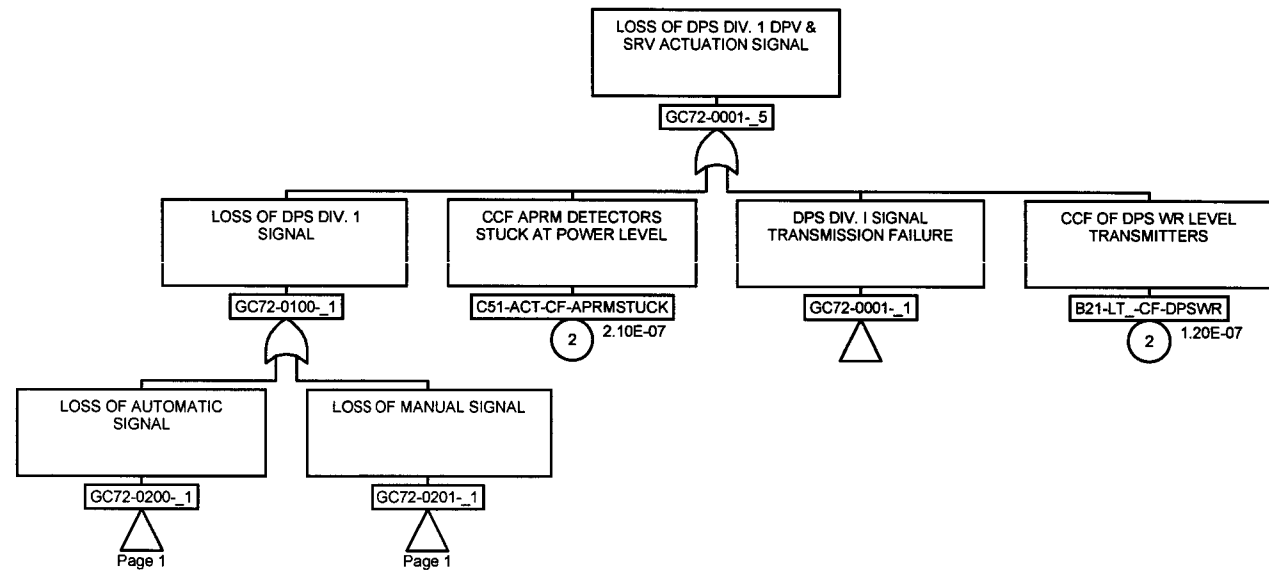 LOSS OF DPS DIV. 1 DPV &
SRV ACTUATION SIGNAL
GC72-0001-_5
LOSS OF DPS DIV. 1
SIGNAL
GC72-0100-_1
CCF APRM DETECTORS
STUCK AT POWER LEVEL
C51-ACT-CF-APRMSTUCK
2
2.10E-07
DPS DIV. I SIGNAL
TRANSMISSION FAILURE
GC72-0001-_1
CCF OF DPS WR LEVEL
TRANSMITTERS
B21-LT_-CF-DPSWR
2
1.20E-07
LOSS OF AUTOMATIC
SIGNAL
GC72-0200-_1
Page 1
LOSS OF MANUAL SIGNAL
GC72-0201-_1
Page 1